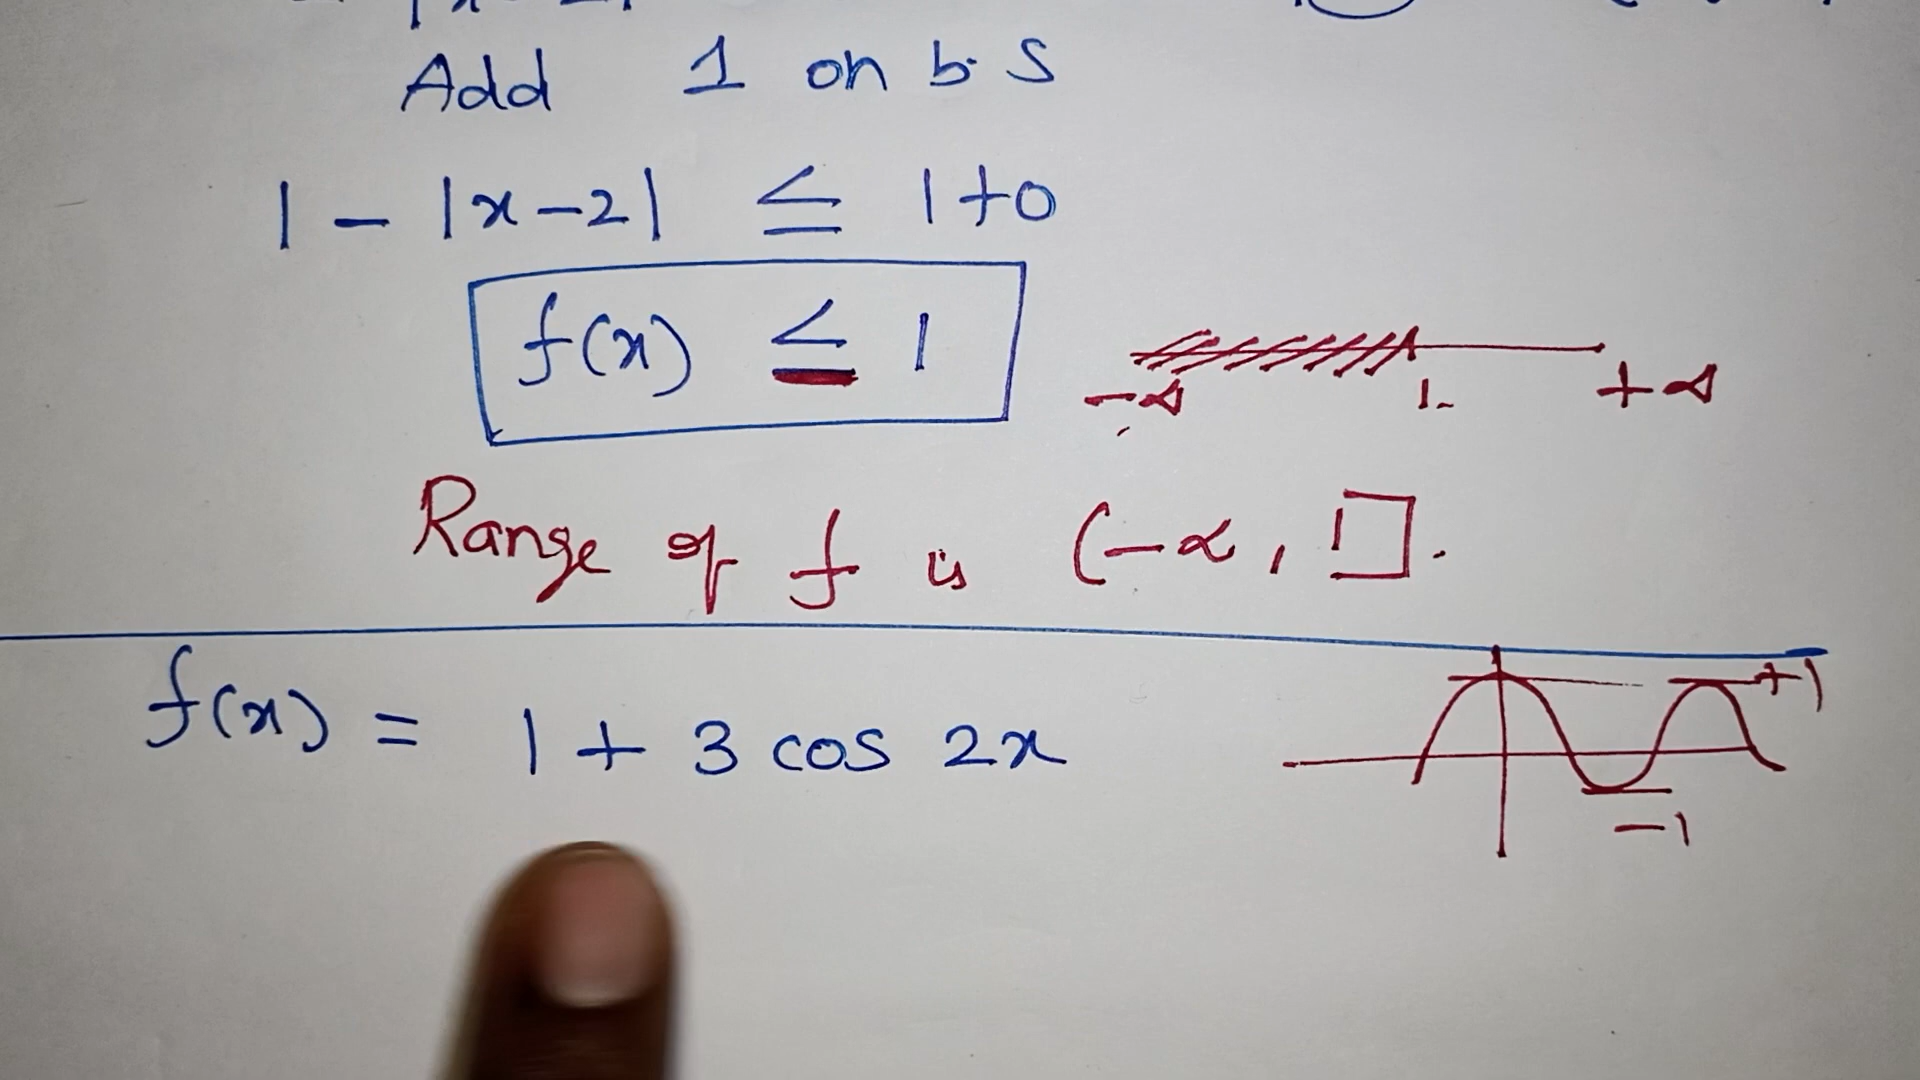 Add 1 on b.S
1 - |x-2| ≤ 1+0
f(x) ≤ 1
-∞ 1 +∞
Range of f is (-∞, 1].
f(x) = 1 + 3 cos 2x
+1
-1